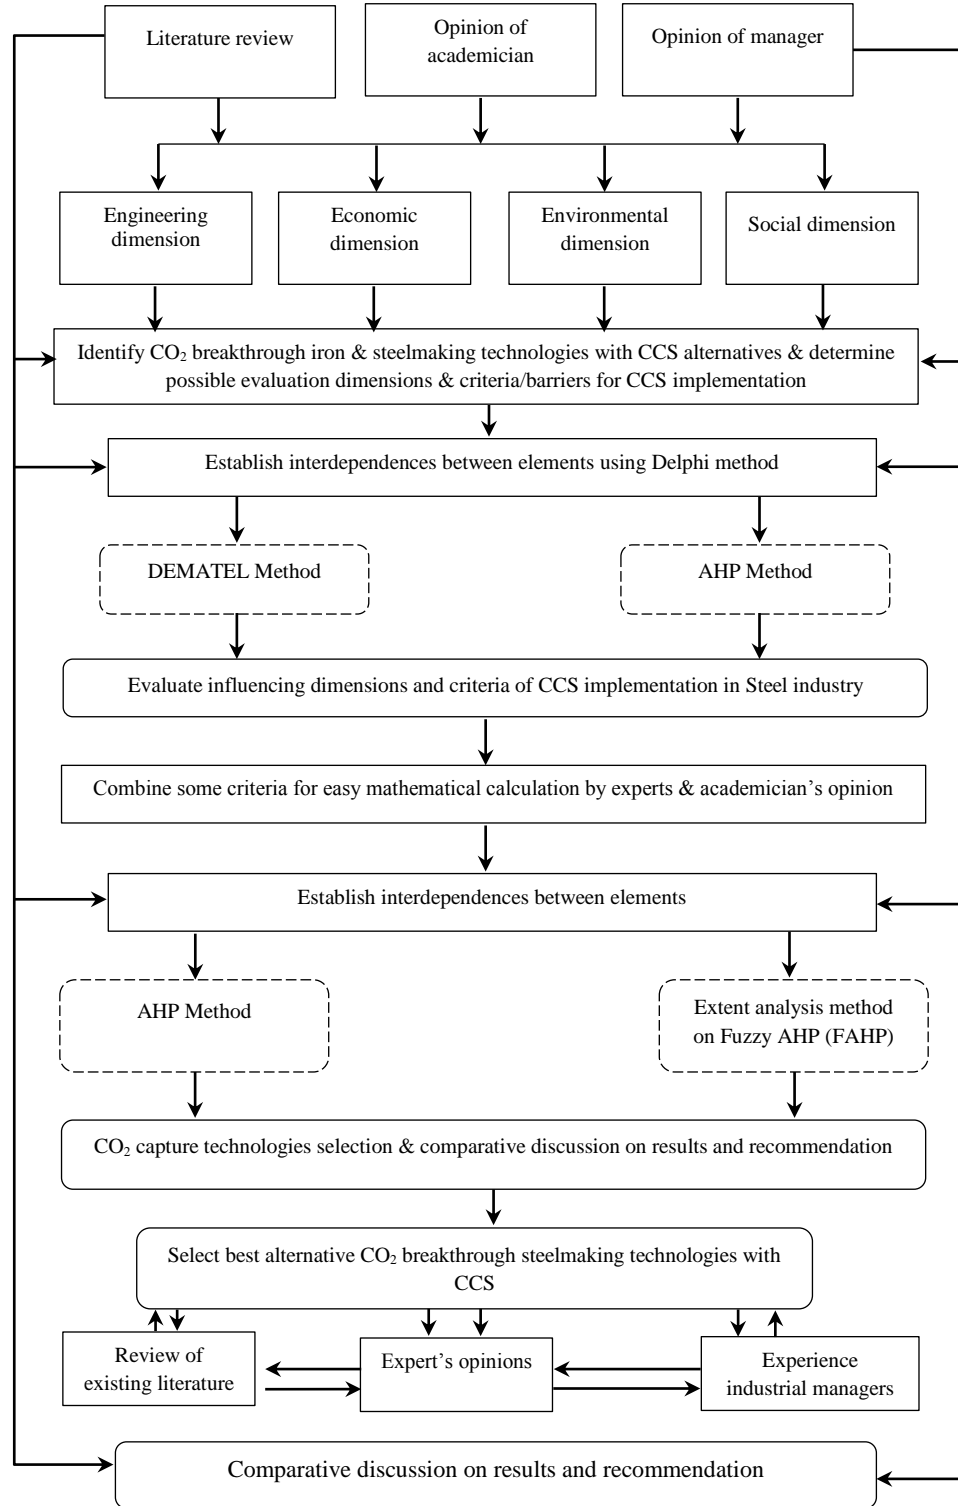 Literature review
Opinion of
academician
Opinion of manager
Engineering
dimension
Economic
dimension
Environmental
dimension
Social dimension
Identify CO₂ breakthrough iron & steelmaking technologies with CCS alternatives & determine
possible evaluation dimensions & criteria/barriers for CCS implementation
Establish interdependences between elements using Delphi method
DEMATEL Method
AHP Method
Evaluate influencing dimensions and criteria of CCS implementation in Steel industry
Combine some criteria for easy mathematical calculation by experts & academician’s opinion
Establish interdependences between elements
AHP Method
Extent analysis method
on Fuzzy AHP (FAHP)
CO₂ capture technologies selection & comparative discussion on results and recommendation
Select best alternative CO₂ breakthrough steelmaking technologies with
CCS
Review of
existing literature
Expert’s opinions
Experience
industrial managers
Comparative discussion on results and recommendation